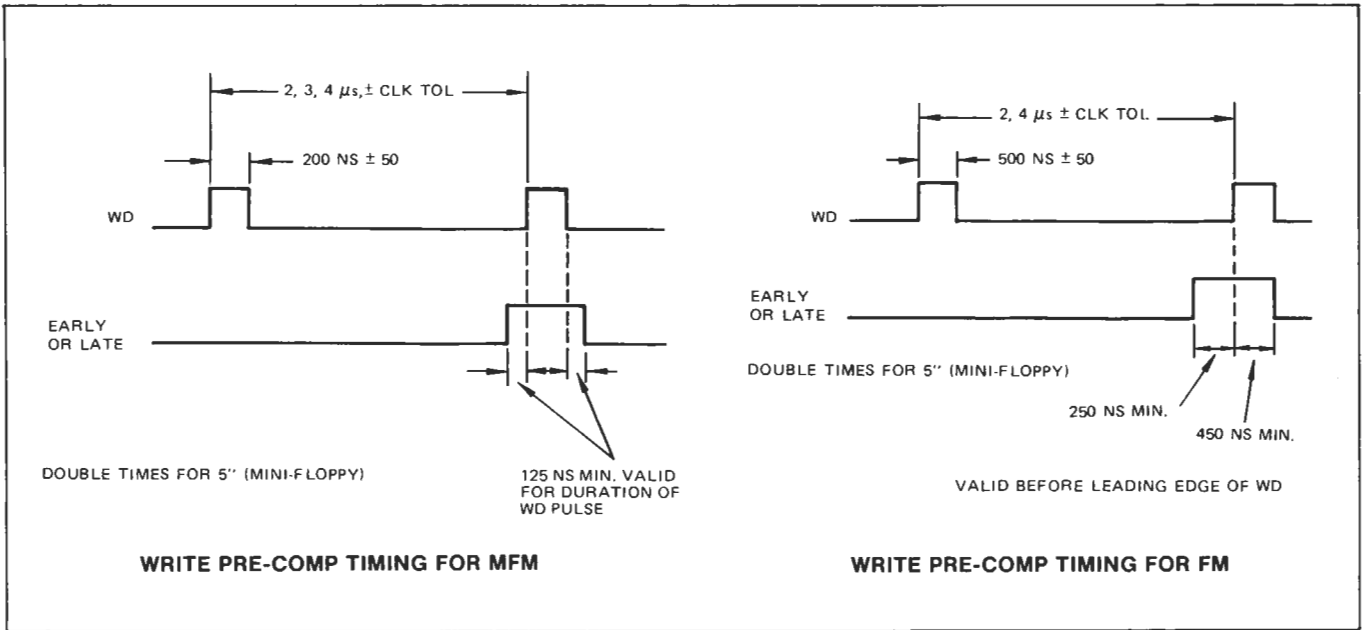 2, 3, 4 μs, ± CLK TOL
200 NS ± 50
WD
EARLY
OR LATE
DOUBLE TIMES FOR 5" (MINI-FLOPPY)
125 NS MIN. VALID
FOR DURATION OF
WD PULSE
WRITE PRE-COMP TIMING FOR MFM
2, 4 μs ± CLK TOL.
500 NS ± 50
WD
EARLY
OR LATE
DOUBLE TIMES FOR 5" (MINI-FLOPPY)
250 NS MIN.
450 NS MIN.
VALID BEFORE LEADING EDGE OF WD
WRITE PRE-COMP TIMING FOR FM